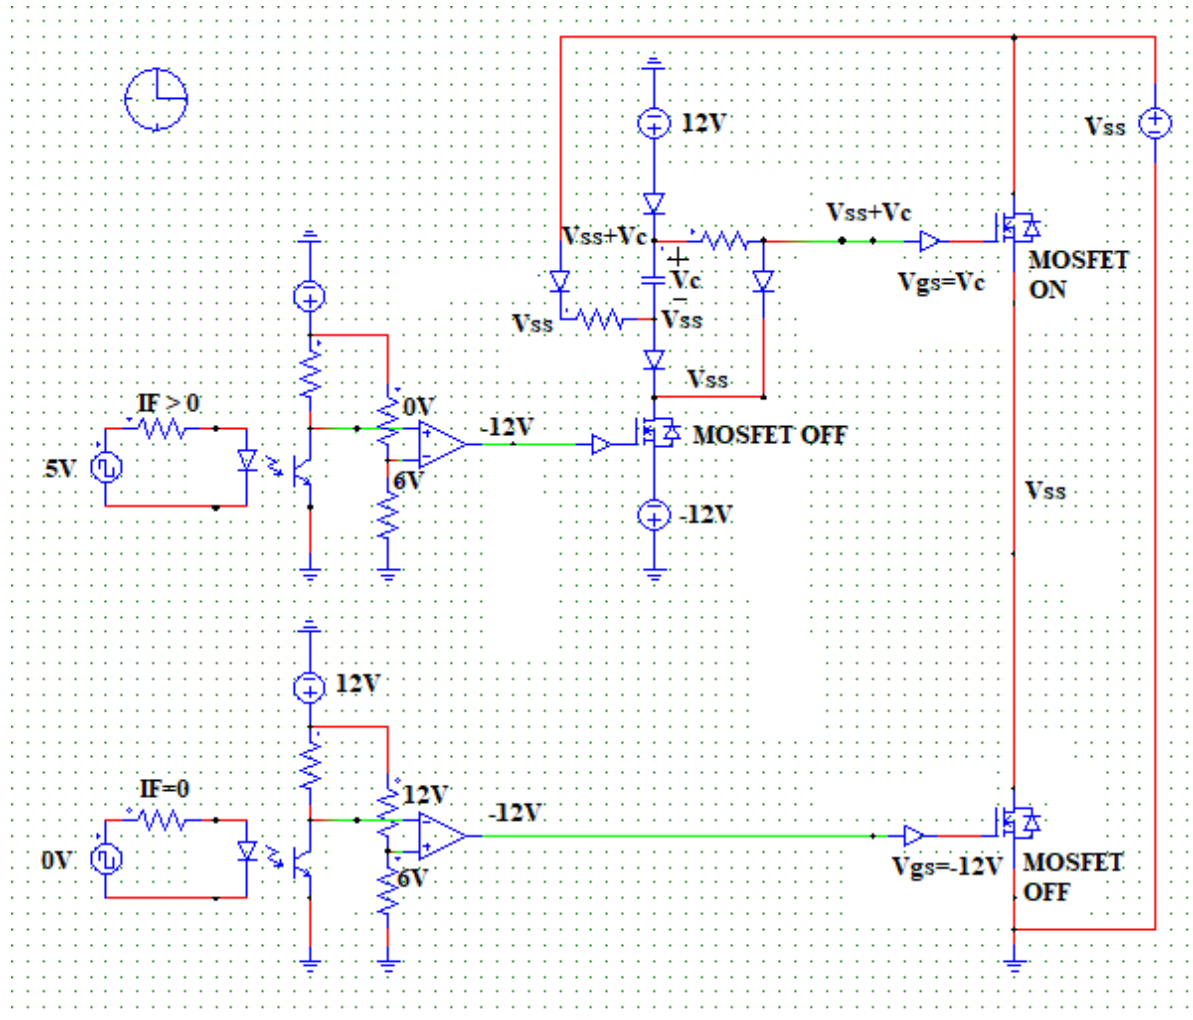 12V
Vss
Vss+Vc
Vss+Vc
MOSFET
ON
Vc
Vgs=Vc
Vss
Vss
Vss
IF > 0
0V
-12V
MOSFET OFF
5V
6V
Vss
-12V
12V
IF=0
12V
-12V
0V
6V
Vgs=-12V
MOSFET
OFF